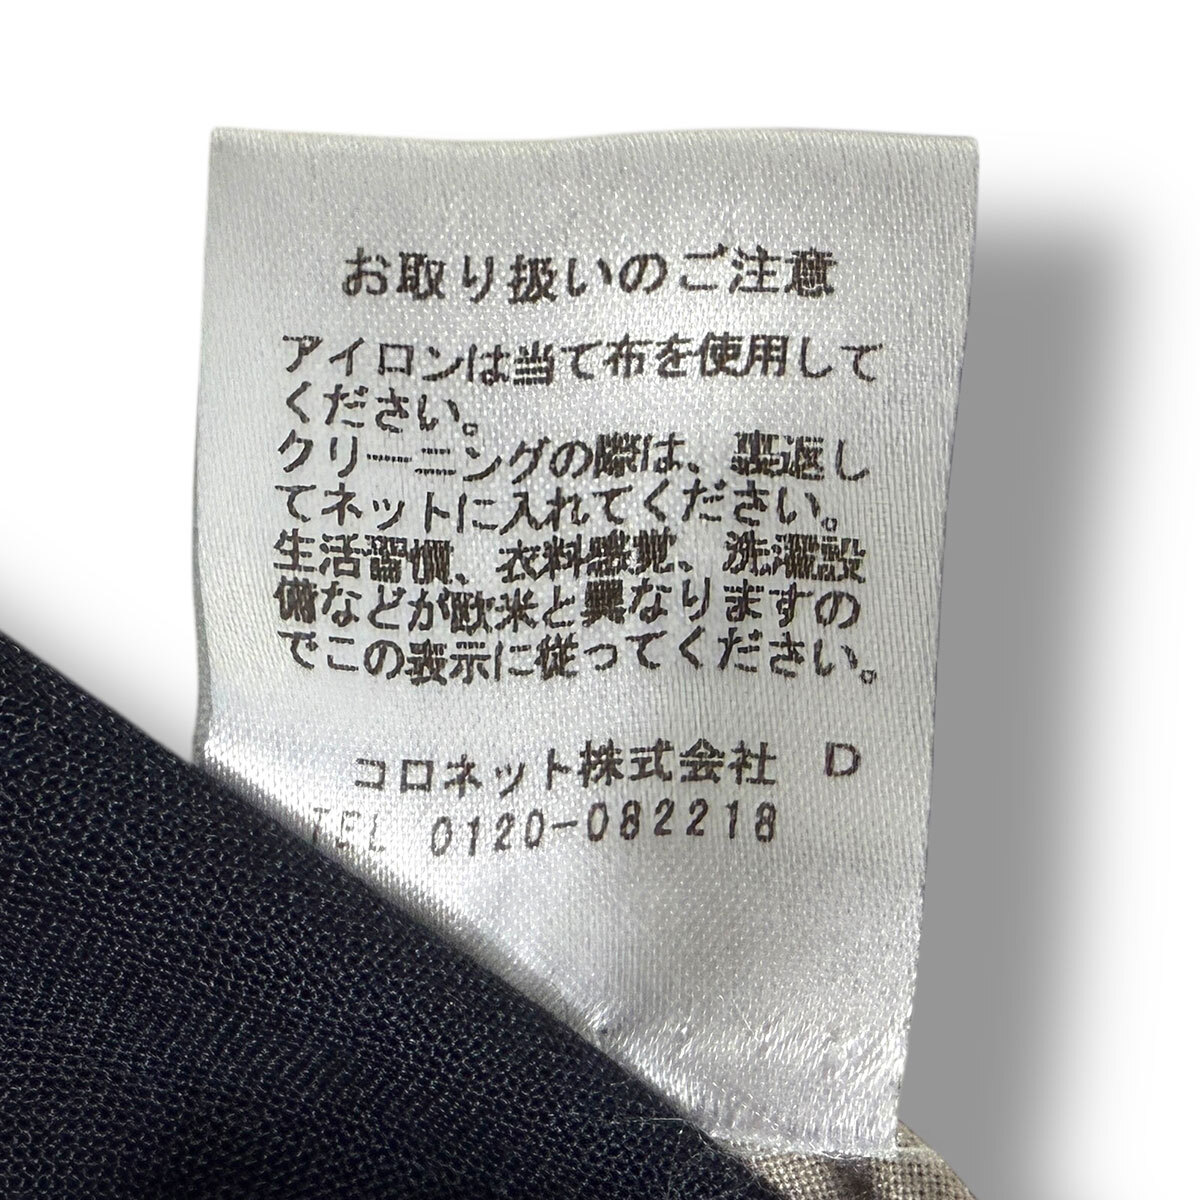 お取り扱いのご注意
アイロンは当て布を使用して
ください。
クリーニングの際は、裏返し
てネットに入れてください。
生活習慣、衣料感覚、洗濯設
備などが欧米と異なりますの
でこの表示に従ってください。
コロネット株式会社 D
TEL 0120-082218